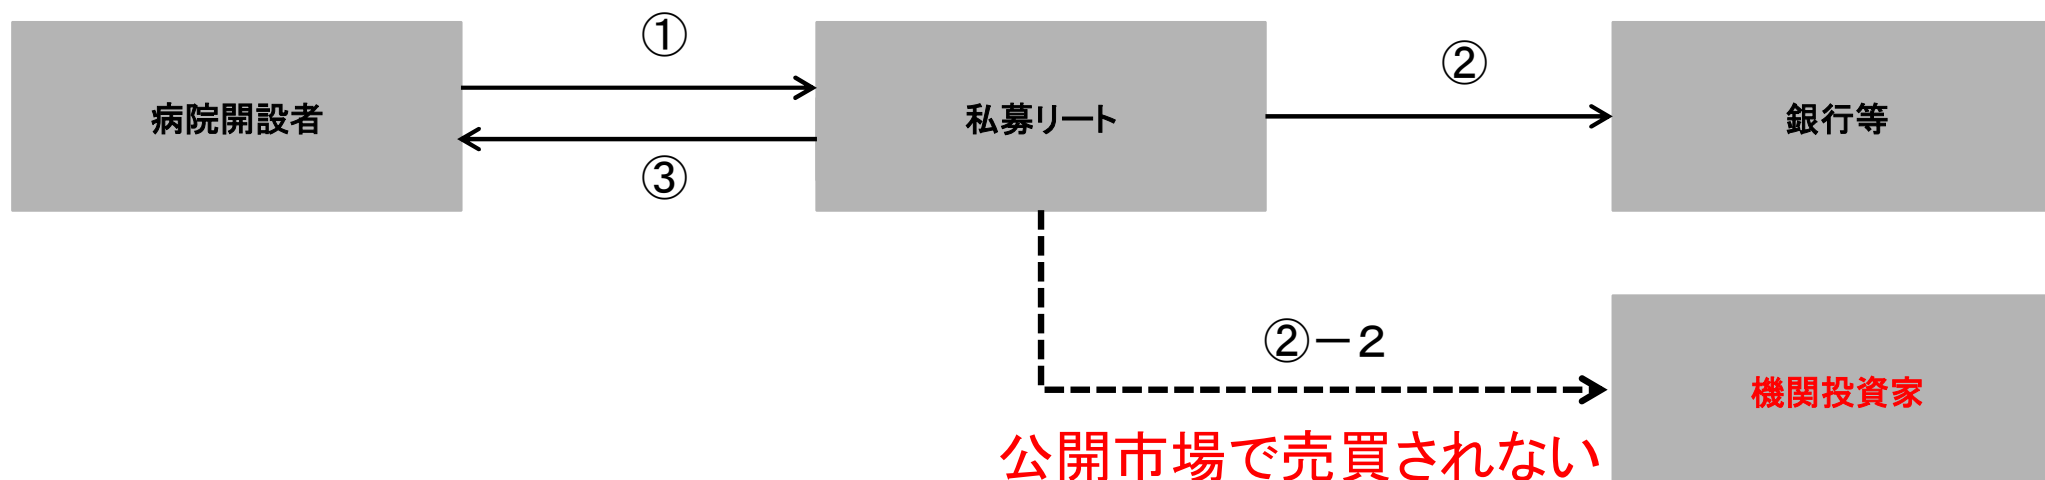 ①
病院開設者
私募リート
②
銀行等
③
②－２
機関投資家
公開市場で売買されない